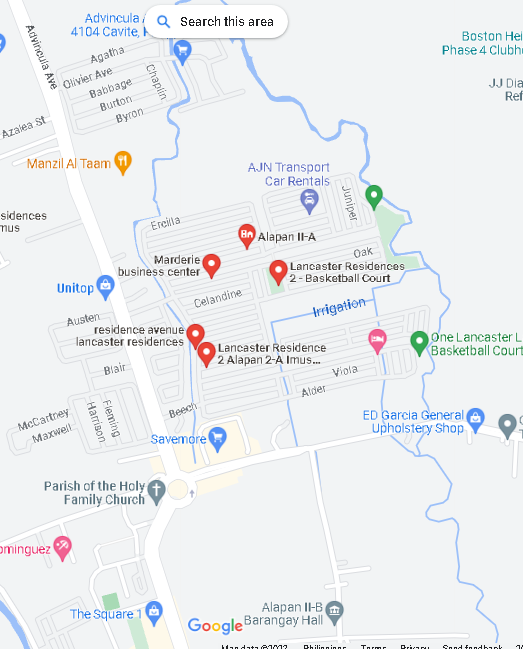 Search this area
Advincula A
4104 Cavite,
Boston Hei
Phase 4 Clubh
Advincula Ave
Agatha
Olivier Ave
Babbage
Chaplin
Burton
Byron
JJ Dia
Ref
Azalea St
Manzil Al Taam
AJN Transport
Car Rentals
Juniper
sidences
mus
Ercilla
Alapan II-A
Oak
Marderie
business center
Lancaster Residences
2 - Basketball Court
Unitop
Celandine
Irrigation
Austen
residence avenue
lancaster residences
Lancaster Residence
2 Alapan 2-A Imus...
One Lancaster L
Basketball Court
Blair
Viola
Alder
Beech
McCartney
Maxwell
Harrison
Fleming
Savemore
ED Garcia General
Upholstery Shop
Parish of the Holy
Family Church
ominguez
The Square 1
Google
Alapan II-B
Barangay Hall
Map data ©2022 Philippines Terms Privacy Send feedback